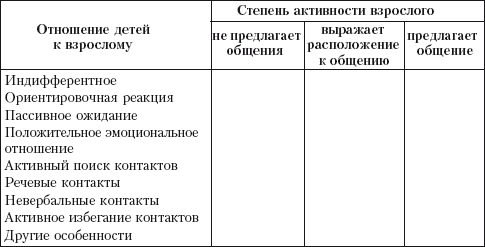 Отношение детей
к взрослому
Степень активности взрослого
не предлагает
общения
выражает
расположение
к общению
предлагает
общение
Индифферентное
Ориентировочная реакция
Пассивное ожидание
Положительное эмоциональное
отношение
Активный поиск контактов
Речевые контакты
Невербальные контакты
Активное избегание контактов
Другие особенности